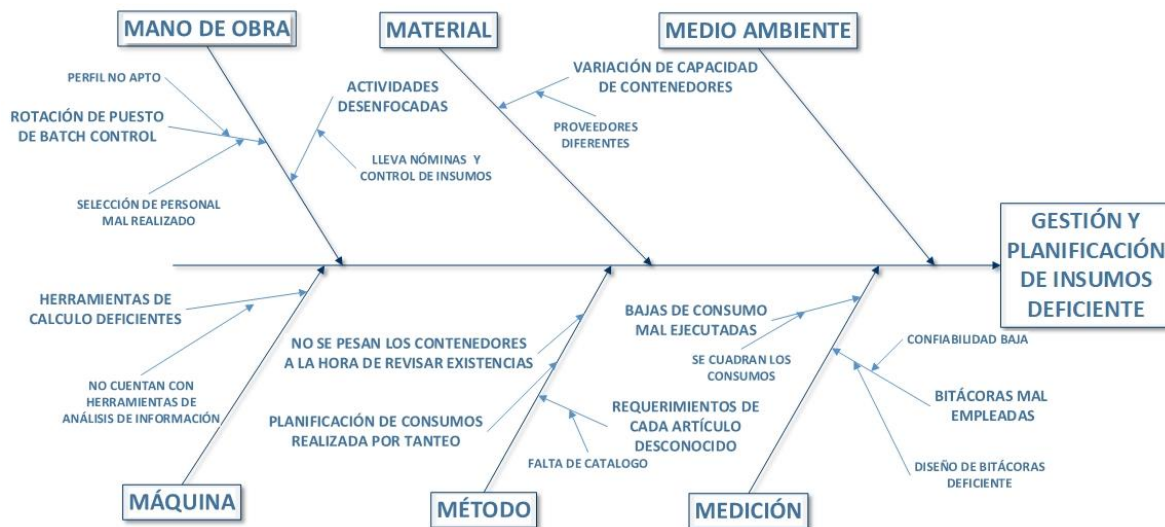 MANO DE OBRA
MATERIAL
MEDIO AMBIENTE
PERFIL NO APTO
ROTACIÓN DE PUESTO
DE BATCH CONTROL
SELECCIÓN DE PERSONAL
MAL REALIZADO
ACTIVIDADES
DESENFOCADAS
LLEVA NÓMINAS Y
CONTROL DE INSUMOS
VARIACIÓN DE CAPACIDAD
DE CONTENEDORES
PROVEEDORES
DIFERENTES
GESTIÓN Y
PLANIFICACIÓN
DE INSUMOS
DEFICIENTE
HERRAMIENTAS DE
CALCULO DEFICIENTES
NO CUENTAN CON
HERRAMIENTAS DE
ANÁLISIS DE INFORMACIÓN
NO SE PESAN LOS CONTENEDORES
A LA HORA DE REVISAR EXISTENCIAS
PLANIFICACIÓN DE CONSUMOS
REALIZADA POR TANTEO
REQUERIMIENTOS DE
CADA ARTÍCULO
DESCONOCIDO
FALTA DE CATALOGO
BAJAS DE CONSUMO
MAL EJECUTADAS
SE CUADRAN LOS
CONSUMOS
CONFIABILIDAD BAJA
BITÁCORAS MAL
EMPLEADAS
DISEÑO DE BITÁCORAS
DEFICIENTE
MÁQUINA
MÉTODO
MEDICIÓN